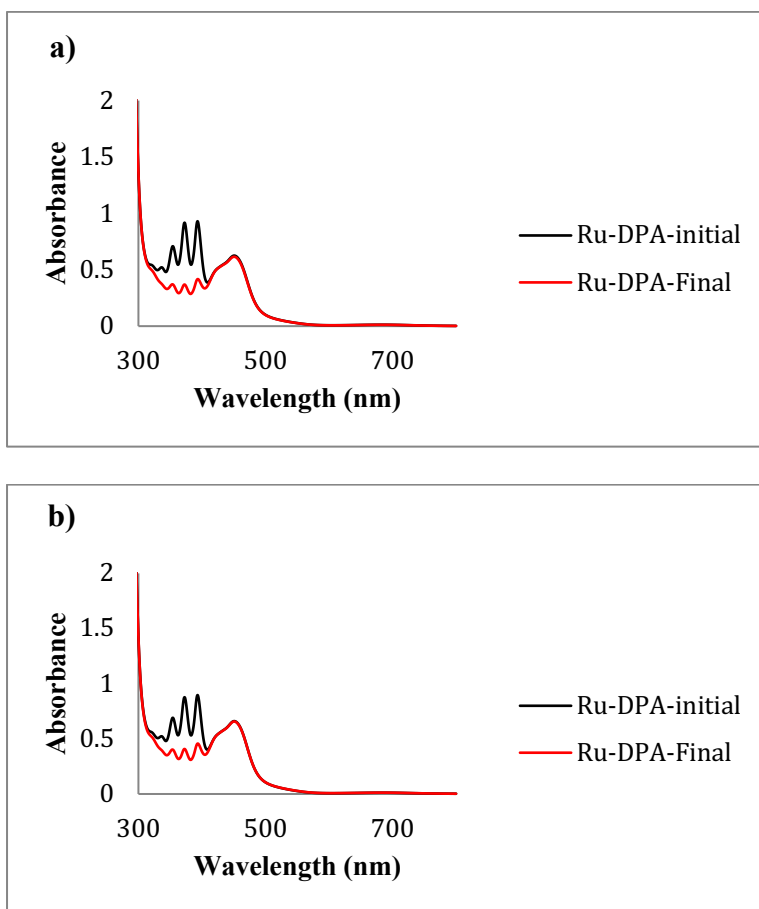 a)
2
1.5
1
0.5
0
Absorbance
300 500 700
Wavelength (nm)
Ru-DPA-initial
Ru-DPA-Final
b)
2
1.5
1
0.5
0
Absorbance
300 500 700
Wavelength (nm)
Ru-DPA-initial
Ru-DPA-Final